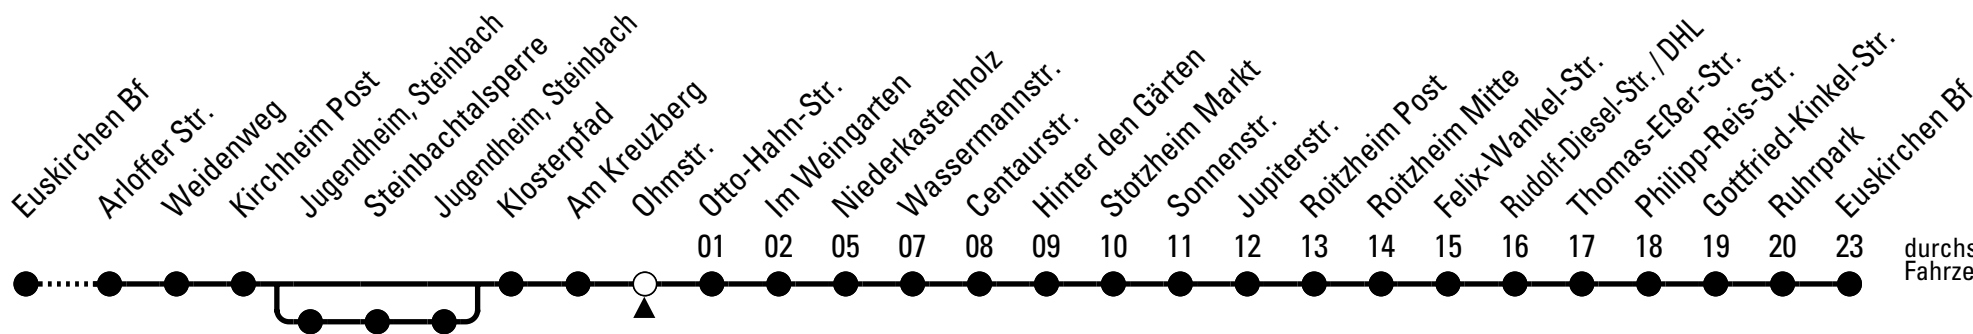 Euskirchen Bf
Arloffer Str.
Weidenweg
Kirchheim Post
Jugendheim, Steinbach
Steinbachtalsperre
Jugendheim, Steinbach
Klosterpfad
Am Kreuzberg
Ohmstr.
Otto-Hahn-Str.
Im Weingarten
Niederkastenholz
Wassermannstr.
Centaurstr.
Hinter den Gärten
Stotzheim Markt
Sonnenstr.
Jupiterstr.
Roitzheim Post
Roitzheim Mitte
Felix-Wankel-Str.
Rudolf-Diesel-Str. / DHL
Thomas-Eßer-Str.
Philipp-Reis-Str.
Gottfried-Kinkel-Str.
Ruhrpark
Euskirchen Bf
01 02 05 07 08 09 10 11 12 13 14 15 16 17 18 19 20 23
durchs
Fahrze